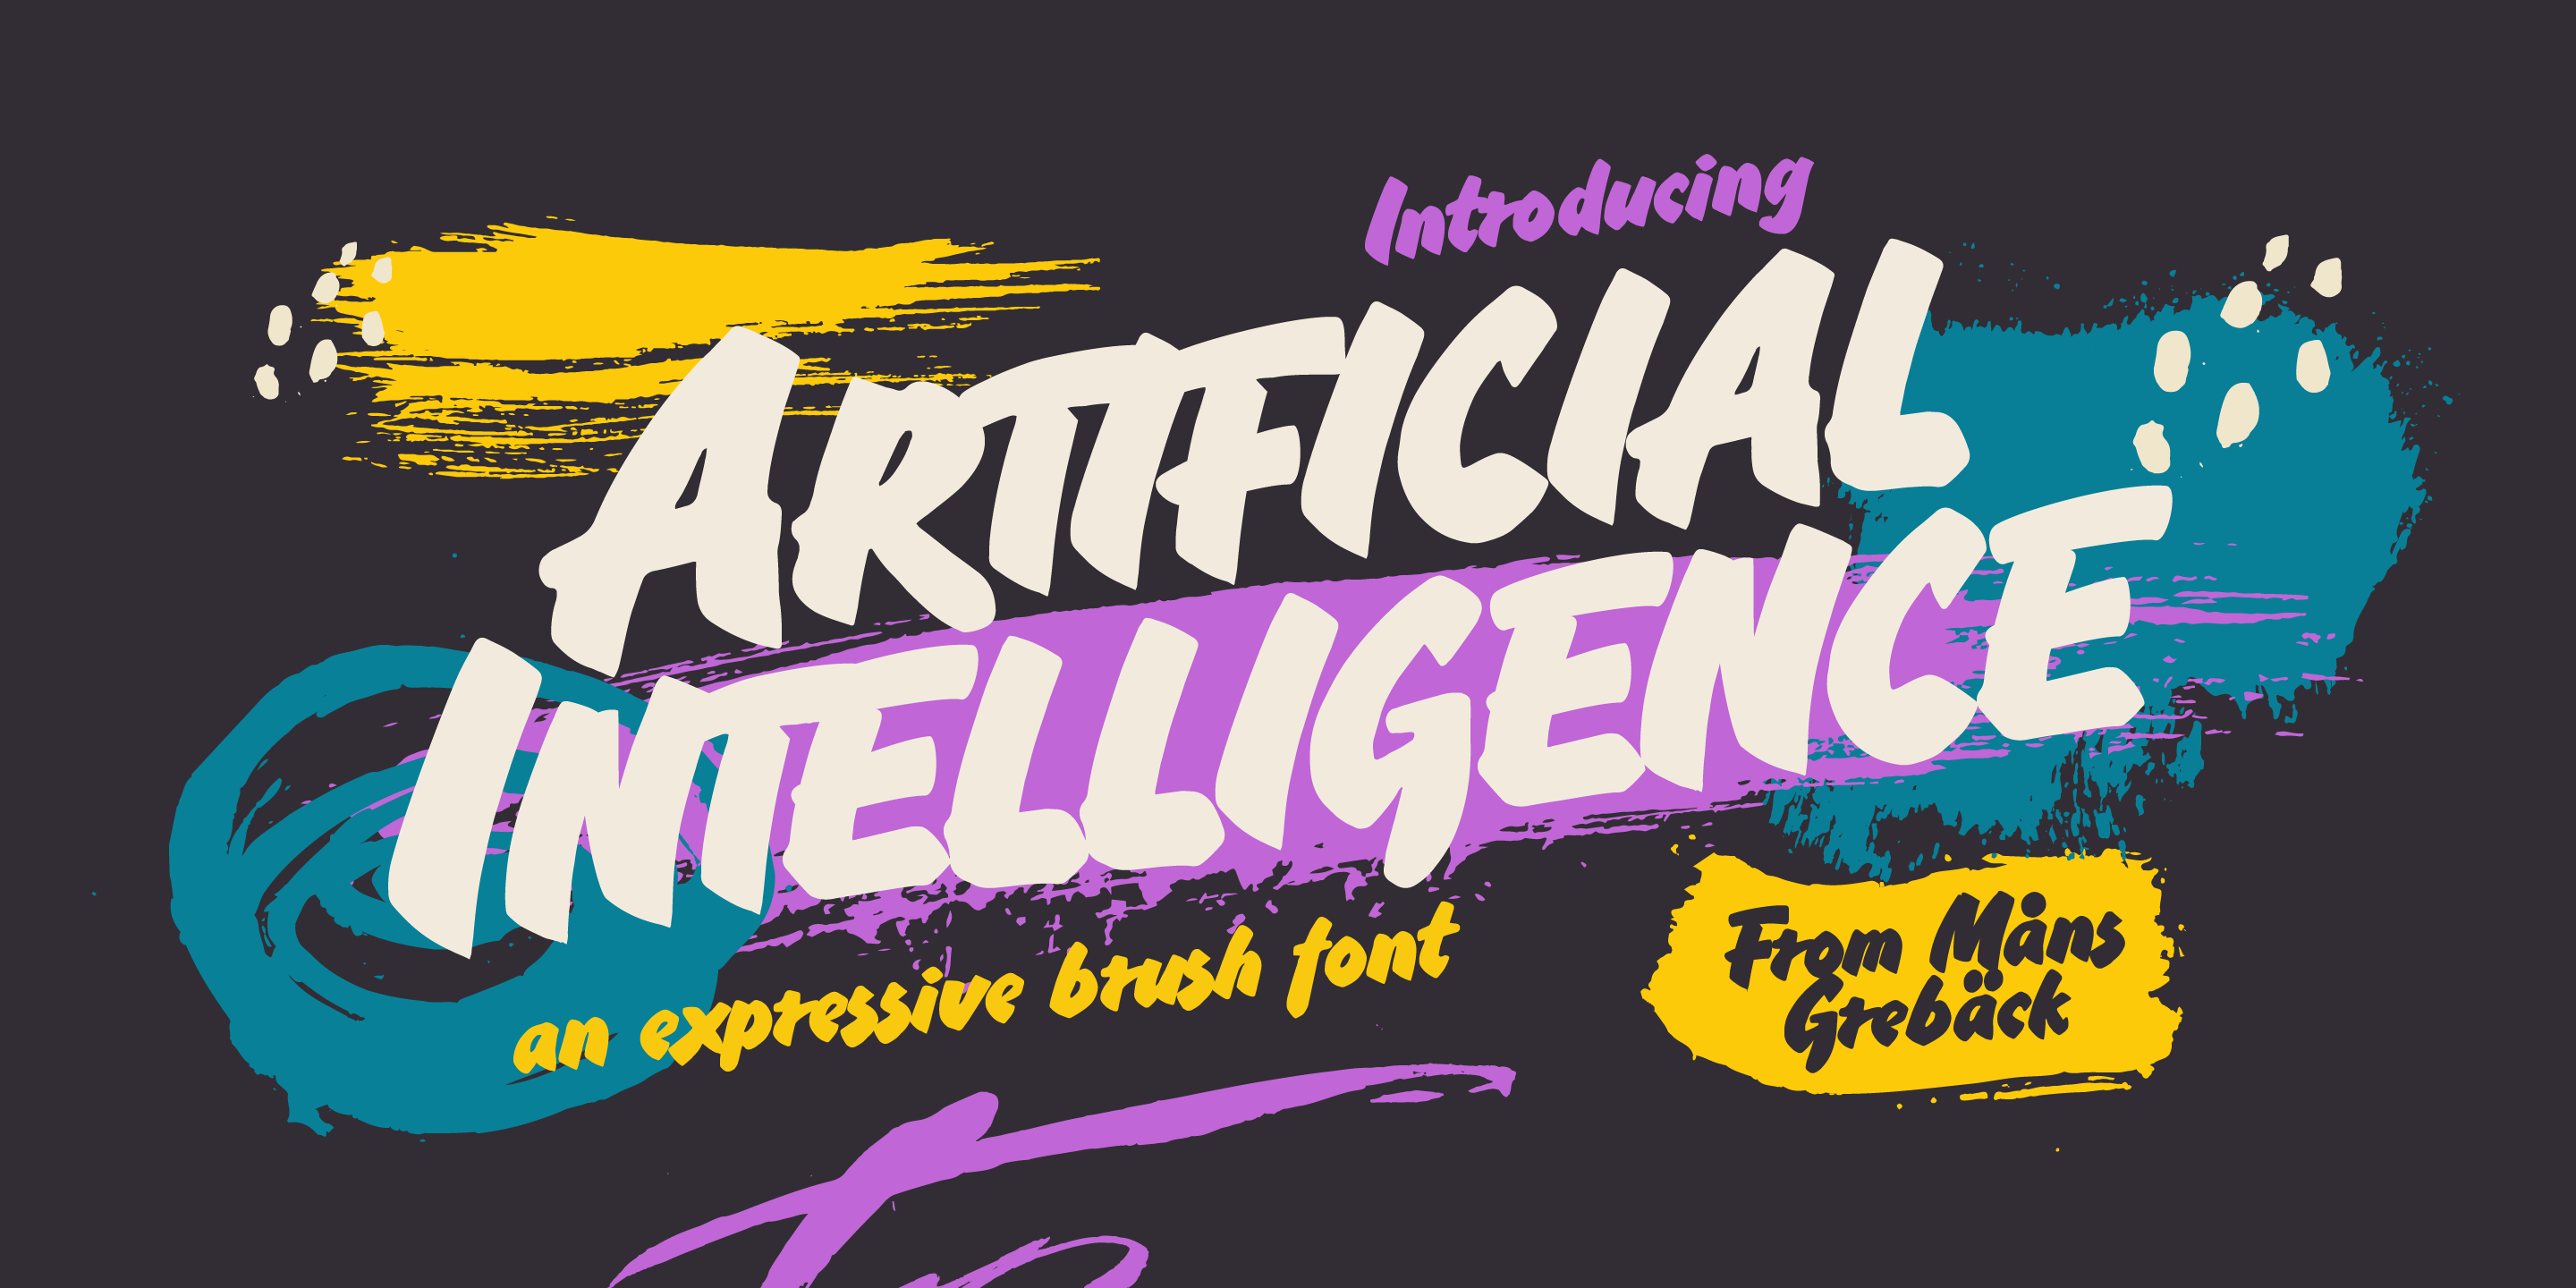 Introducing
ARTIFICIAL
INTELLIGENCE
an expressive brush font
From Måns
Grebäck